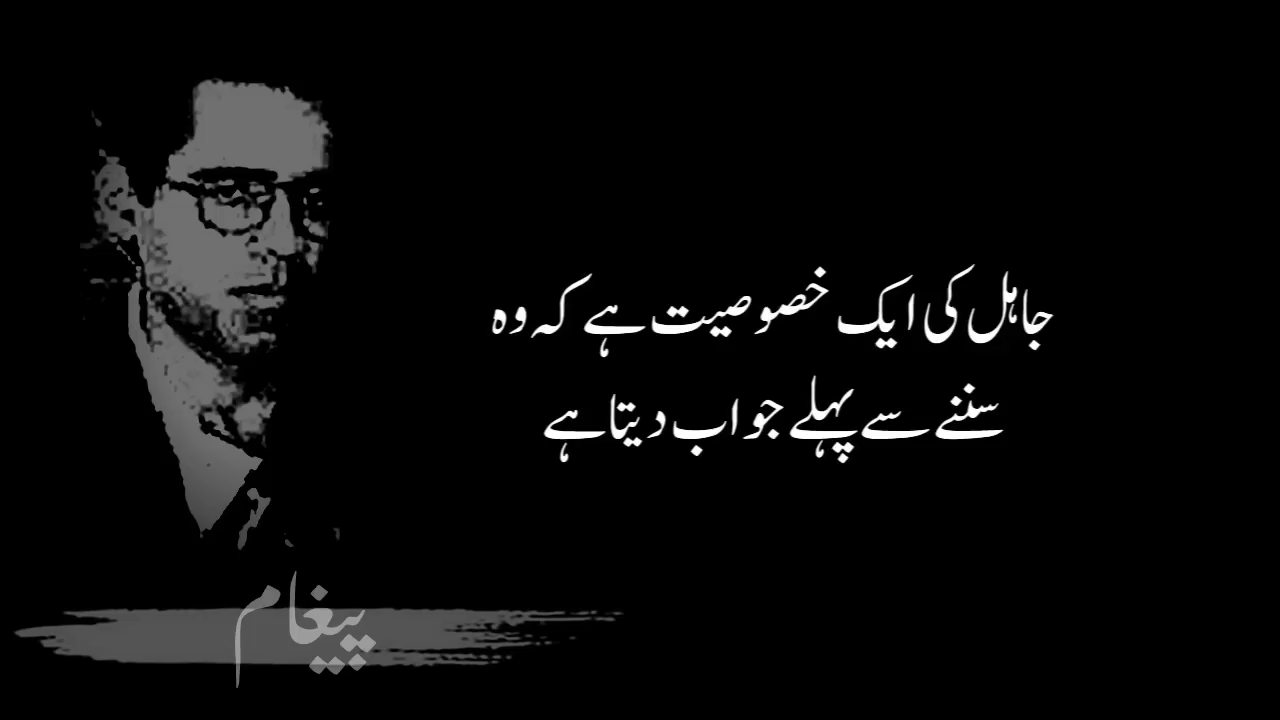 جاہل کی ایک خصوصیت ہے کہ وہ
سننے سے پہلے جواب دیتا ہے
پیغام